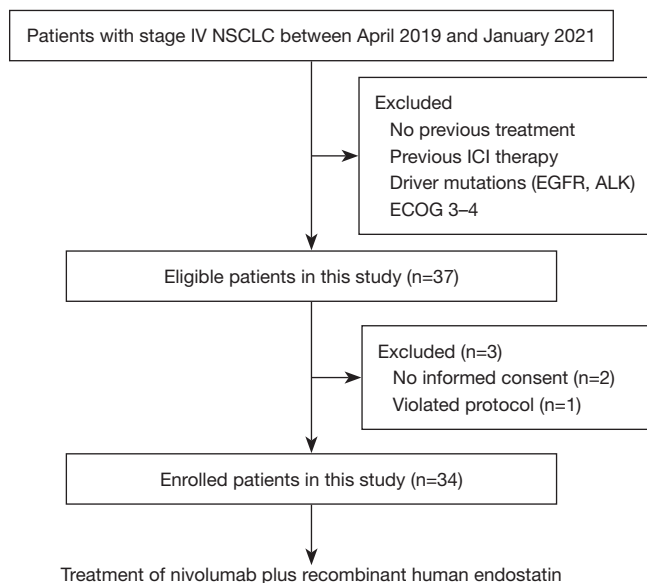 Patients with stage IV NSCLC between April 2019 and January 2021
Excluded
No previous treatment
Previous ICI therapy
Driver mutations (EGFR, ALK)
ECOG 3–4
Eligible patients in this study (n=37)
Excluded (n=3)
No informed consent (n=2)
Violated protocol (n=1)
Enrolled patients in this study (n=34)
Treatment of nivolumab plus recombinant human endostatin